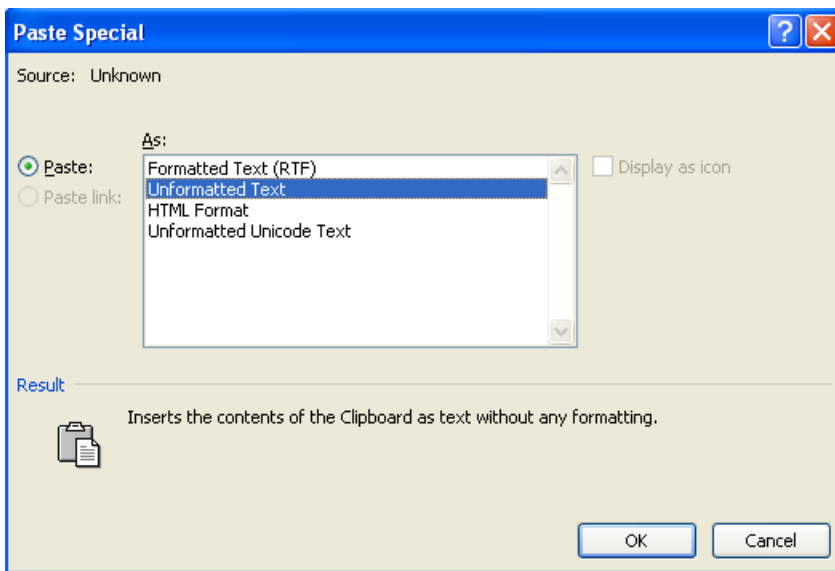 Paste Special
Source: Unknown
As:
Paste:
Paste link:
Formatted Text (RTF)
Unformatted Text
HTML Format
Unformatted Unicode Text
Display as icon
Result
Inserts the contents of the Clipboard as text without any formatting.
OK
Cancel